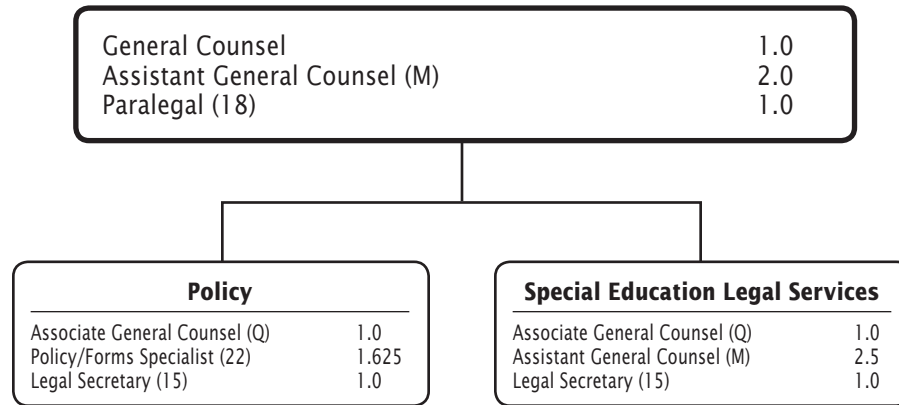 General Counsel 1.0
Assistant General Counsel (M) 2.0
Paralegal (18) 1.0
Policy
Associate General Counsel (Q) 1.0
Policy/Forms Specialist (22) 1.625
Legal Secretary (15) 1.0
Special Education Legal Services
Associate General Counsel (Q) 1.0
Assistant General Counsel (M) 2.5
Legal Secretary (15) 1.0